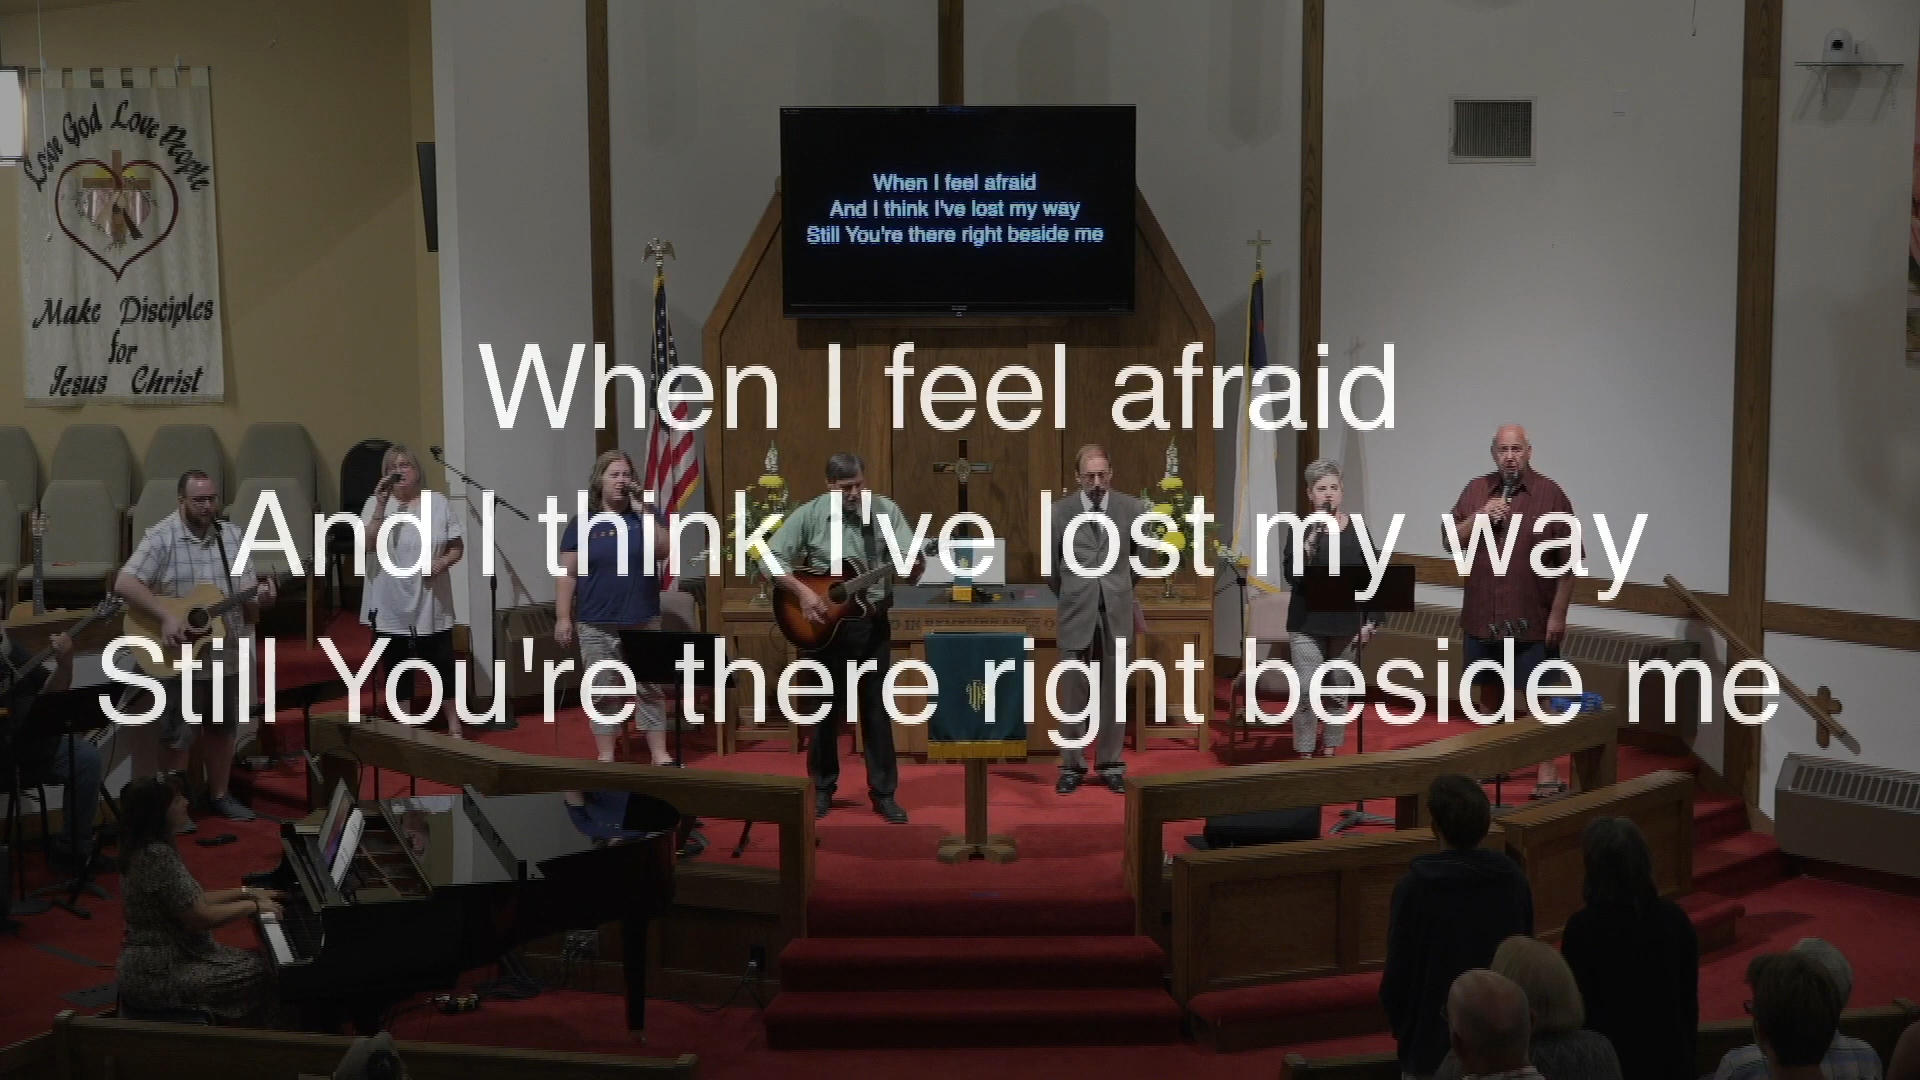 Love God Love People
Make Disciples
for
Jesus Christ
When I feel afraid
And I think I've lost my way
Still You're there right beside me
When I feel afraid
And I think I've lost my way
Still You're there right beside me
IN REMEMBRANCE O